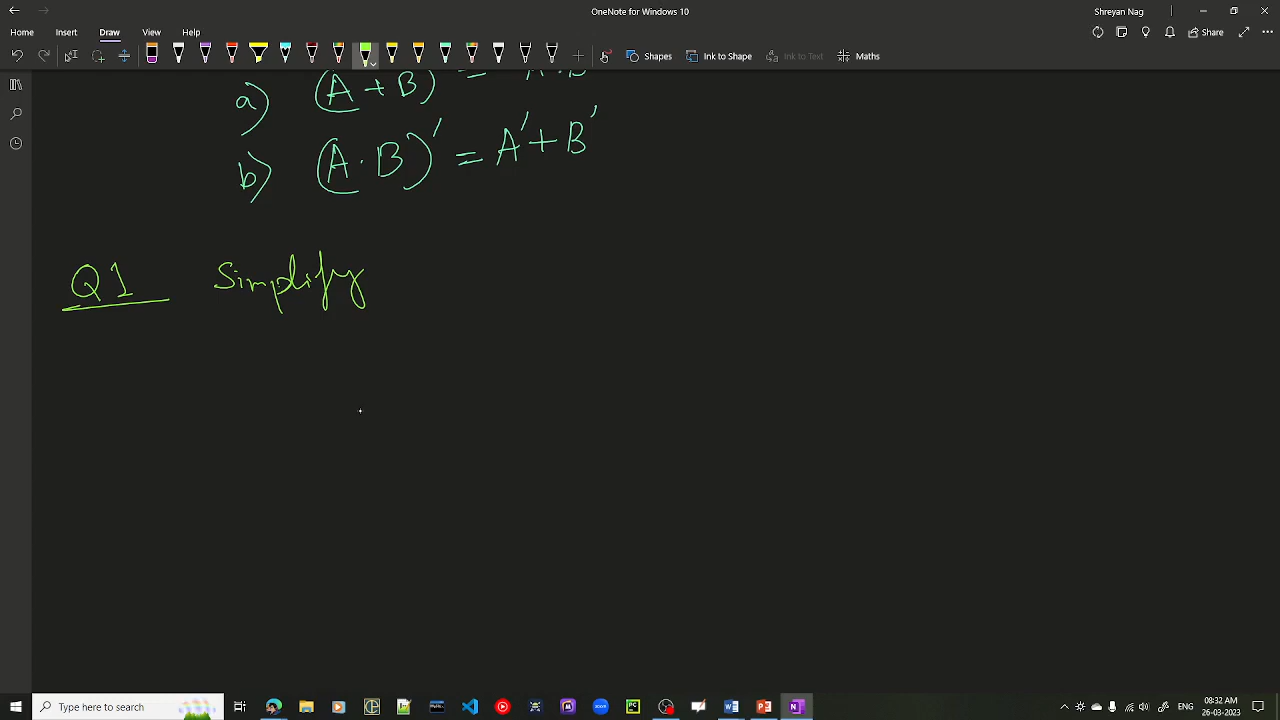 OneNote for Windows 10
Shreyan Nag
Home Insert Draw View Help
Share
Shapes Ink to Shape Ink to Text Maths
a) (A + B) = A · B
b) (A · B)' = A' + B'
Q1 Simplify
Type here to search
ENG
08:32 AM
26-08-2023